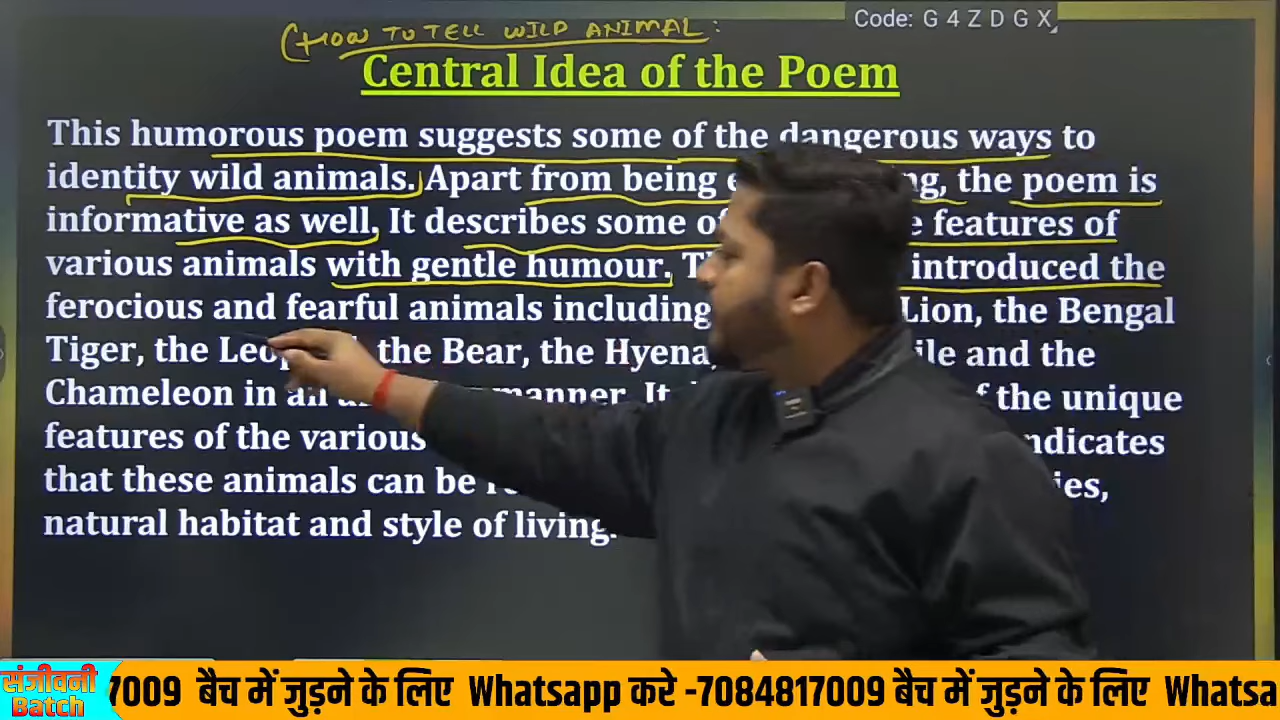 Code: G 4 Z D G X
(HOW TO TELL WILD ANIMAL:
Central Idea of the Poem
This humorous poem suggests some of the dangerous ways to
identity wild animals. Apart from being the poem is
informative as well. It describes some of features of
various animals with gentle humour. introduced the
ferocious and fearful animals including Lion, the Bengal
Tiger, the the Bear, the Hyena, and the
Chameleon in manner. It the unique
features of the various
that these animals can be
natural habitat and style of living.
संजीवनी
Batch
7009 बैच में जुड़ने के लिए Whatsapp करे -7084817009 बैच में जुड़ने के लिए